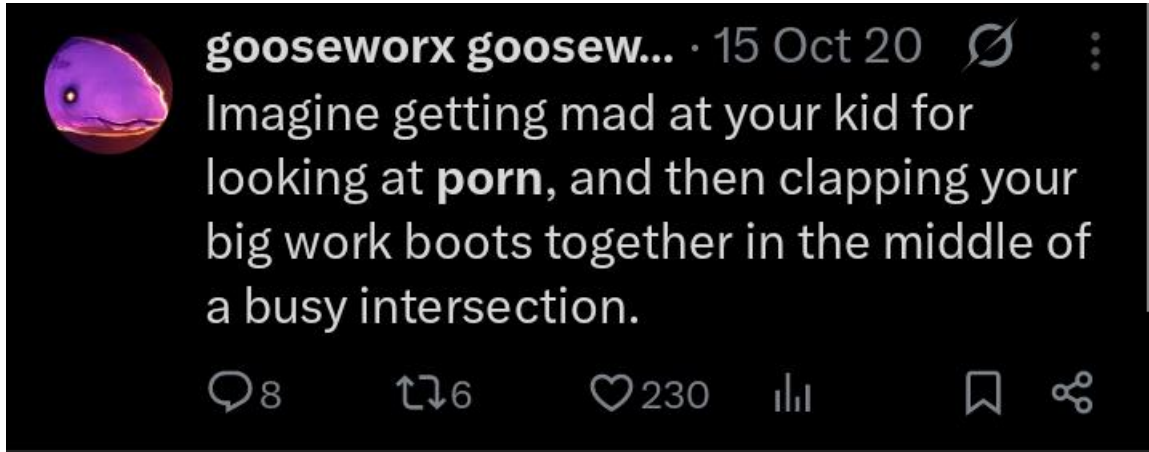 gooseworx goosew... · 15 Oct 20
Imagine getting mad at your kid for
looking at porn, and then clapping your
big work boots together in the middle of
a busy intersection.
8 6 230